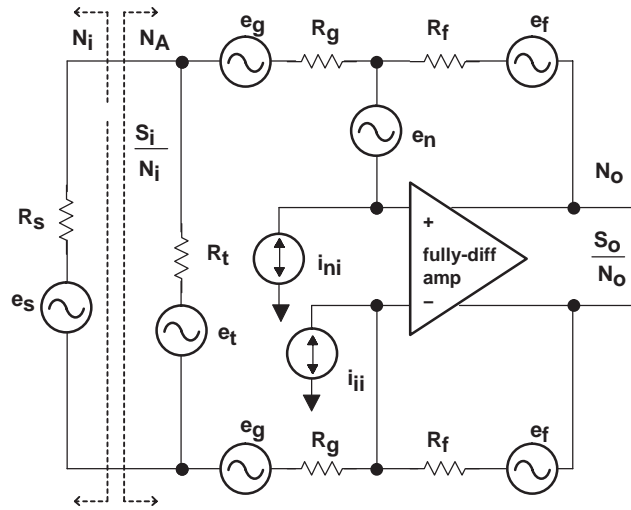 Ni
NA
eg
Rg
Rf
ef
Si
Ni
en
No
Rs
+
Rt
ini
fully-diff
amp
So
No
es
et
−
iii
eg
Rg
Rf
ef